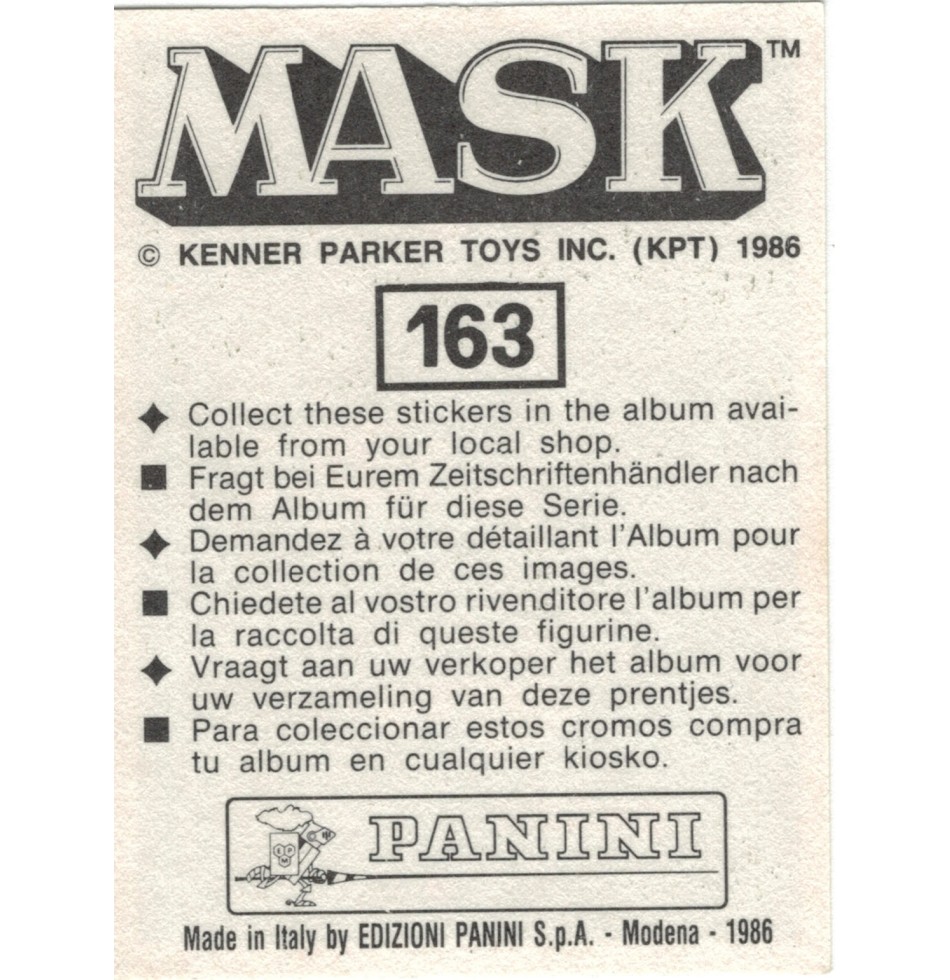 MASK™
© KENNER PARKER TOYS INC. (KPT) 1986
163
✦ Collect these stickers in the album avai-
lable from your local shop.
■ Fragt bei Eurem Zeitschriftenhändler nach
dem Album für diese Serie.
✦ Demandez à votre détaillant l'Album pour
la collection de ces images.
■ Chiedete al vostro rivenditore l'album per
la raccolta di queste figurine.
✦ Vraagt aan uw verkoper het album voor
uw verzameling van deze prentjes.
■ Para coleccionar estos cromos compra
tu album en cualquier kiosko.
PANINI
Made in Italy by EDIZIONI PANINI S.p.A. - Modena - 1986